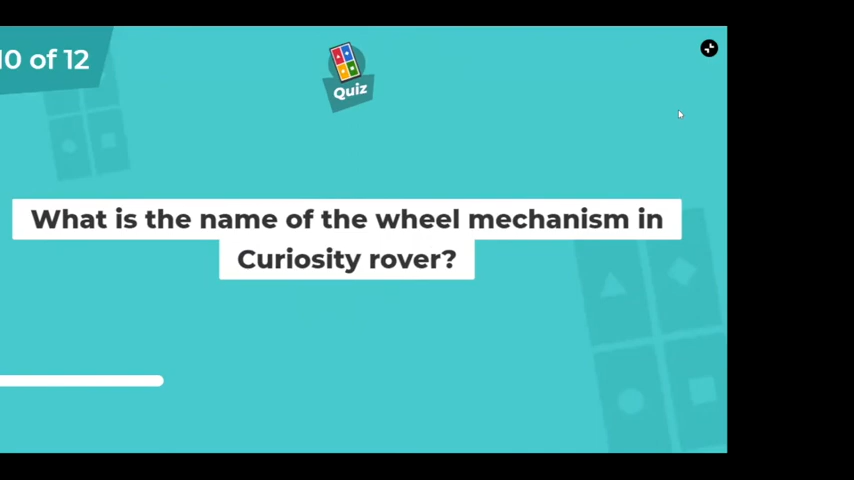 10 of 12
Quiz
What is the name of the wheel mechanism in
Curiosity rover?